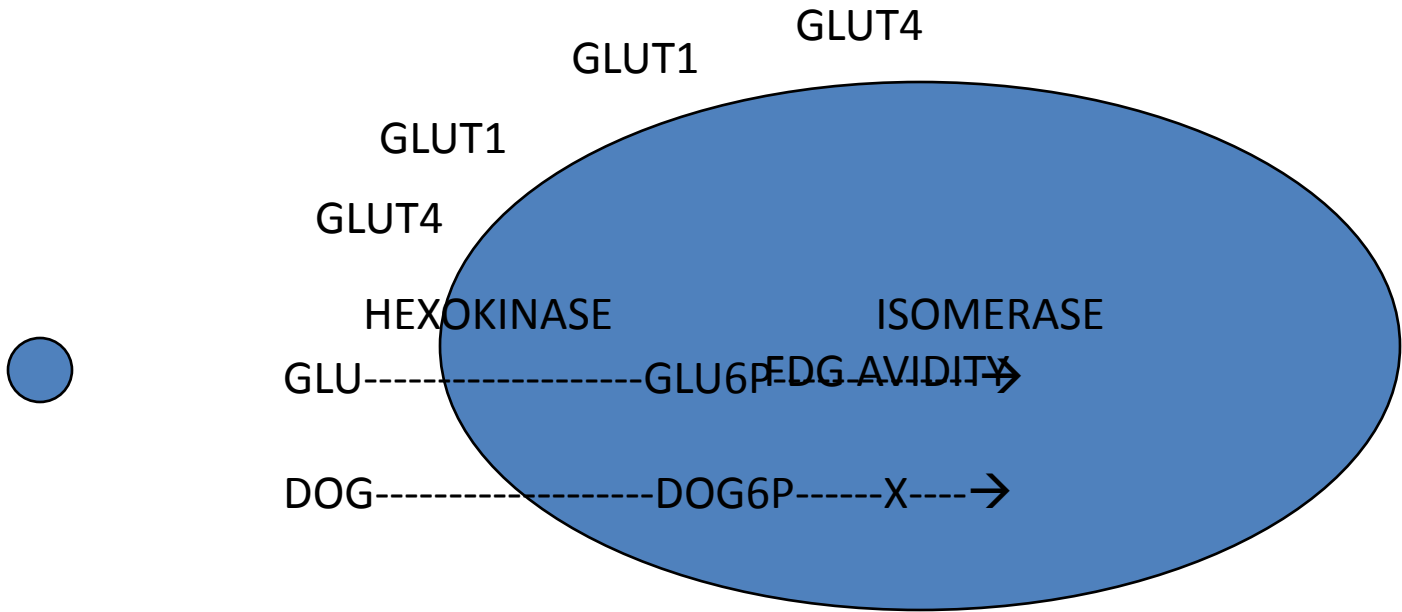 GLUT4
GLUT1
GLUT1
GLUT4
HEXOKINASE ISOMERASE
FDG AVIDITY
GLU-------------------GLU6P--------------→
DOG-------------------DOG6P------X----→